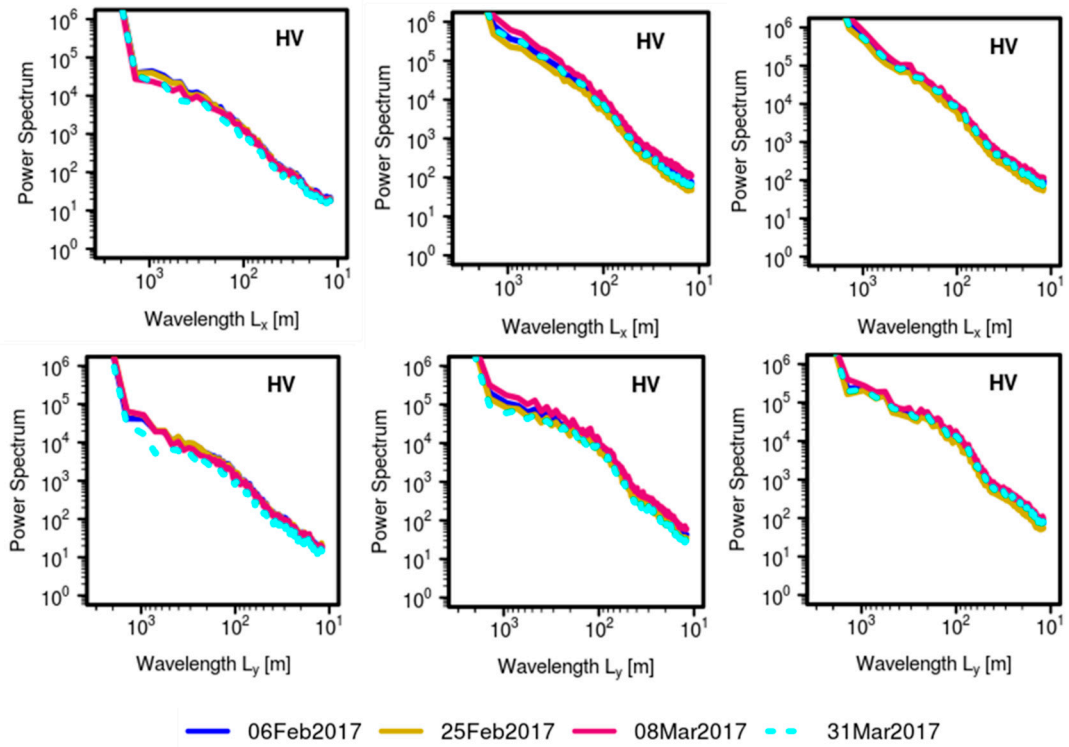 Power Spectrum
10⁶
10⁵
10⁴
10³
10²
10¹
10⁰
HV
10³ 10² 10¹
Wavelength Lₓ [m]
Power Spectrum
10⁶
10⁵
10⁴
10³
10²
10¹
10⁰
HV
10³ 10² 10¹
Wavelength Lₓ [m]
Power Spectrum
10⁶
10⁵
10⁴
10³
10²
10¹
10⁰
HV
10³ 10² 10¹
Wavelength Lₓ [m]
Power Spectrum
10⁶
10⁵
10⁴
10³
10²
10¹
10⁰
HV
10³ 10² 10¹
Wavelength Lᵧ [m]
Power Spectrum
10⁶
10⁵
10⁴
10³
10²
10¹
10⁰
HV
10³ 10² 10¹
Wavelength Lᵧ [m]
Power Spectrum
10⁶
10⁵
10⁴
10³
10²
10¹
10⁰
HV
10³ 10² 10¹
Wavelength Lᵧ [m]
06Feb2017 25Feb2017 08Mar2017 31Mar2017